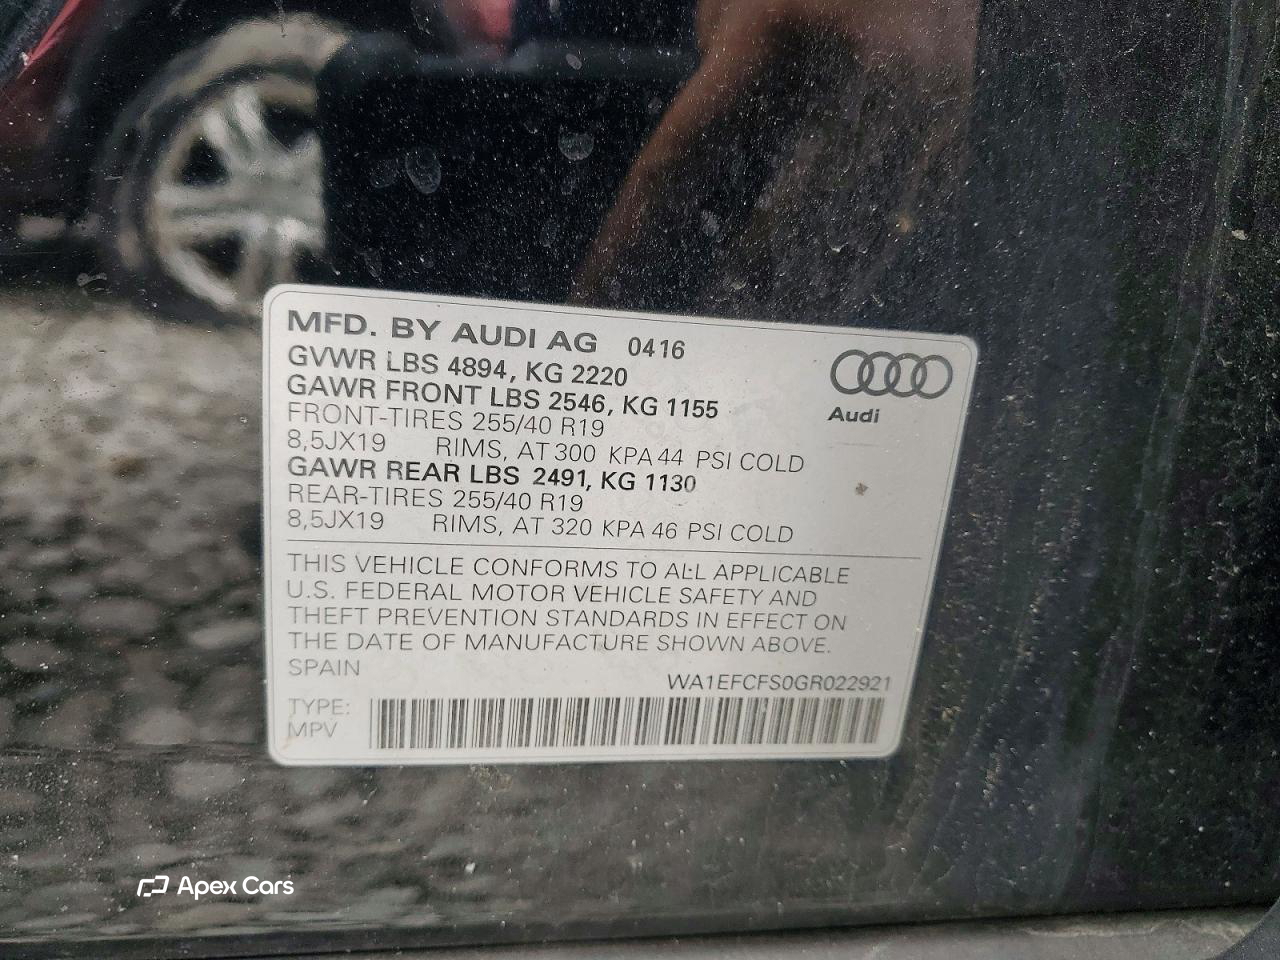 MFD. BY AUDI AG 0416
GVWR LBS 4894, KG 2220
GAWR FRONT LBS 2546, KG 1155
FRONT-TIRES 255/40 R19
8,5JX19 RIMS, AT 300 KPA 44 PSI COLD
GAWR REAR LBS 2491, KG 1130
REAR-TIRES 255/40 R19
8,5JX19 RIMS, AT 320 KPA 46 PSI COLD
Audi
THIS VEHICLE CONFORMS TO ALL APPLICABLE
U.S. FEDERAL MOTOR VEHICLE SAFETY AND
THEFT PREVENTION STANDARDS IN EFFECT ON
THE DATE OF MANUFACTURE SHOWN ABOVE.
SPAIN
WA1EFCFS0GR022921
TYPE:
MPV
Apex Cars